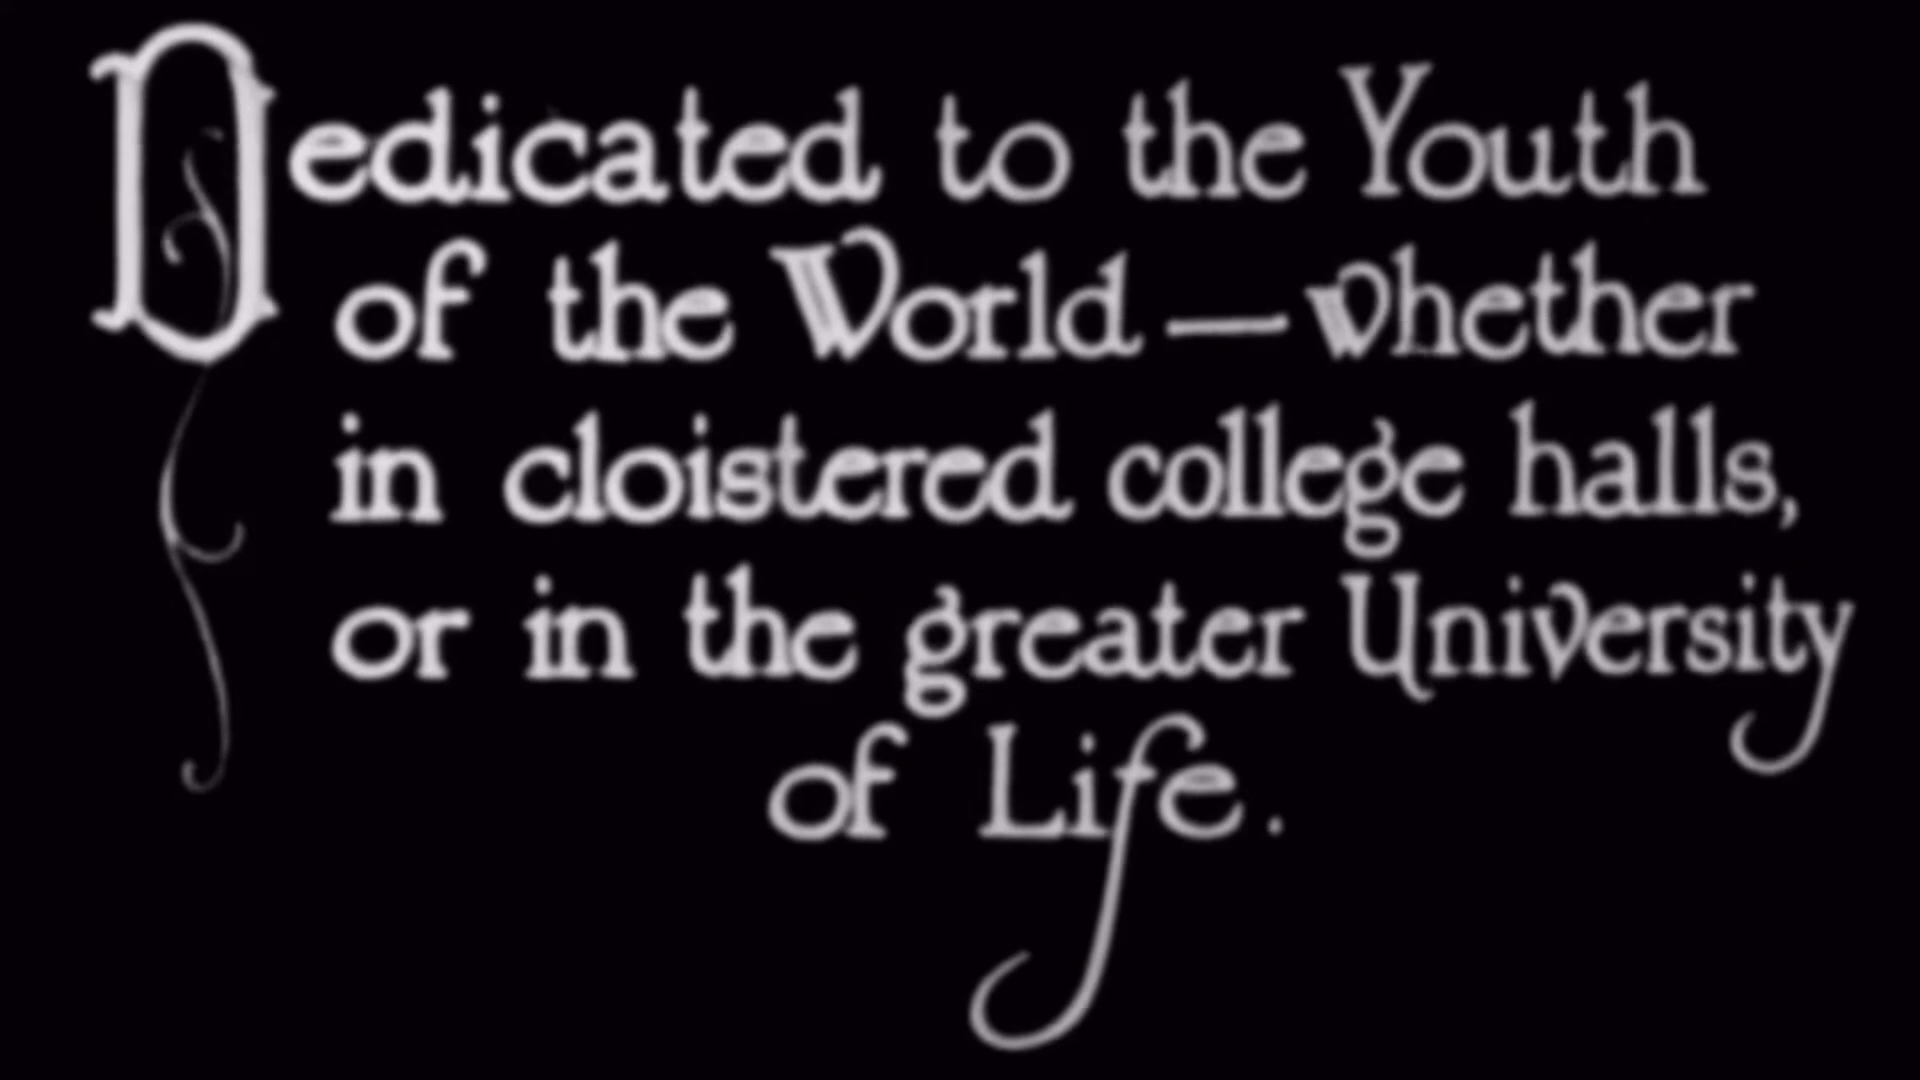 Dedicated to the Youth
of the World — whether
in cloistered college halls,
or in the greater University
of Life.